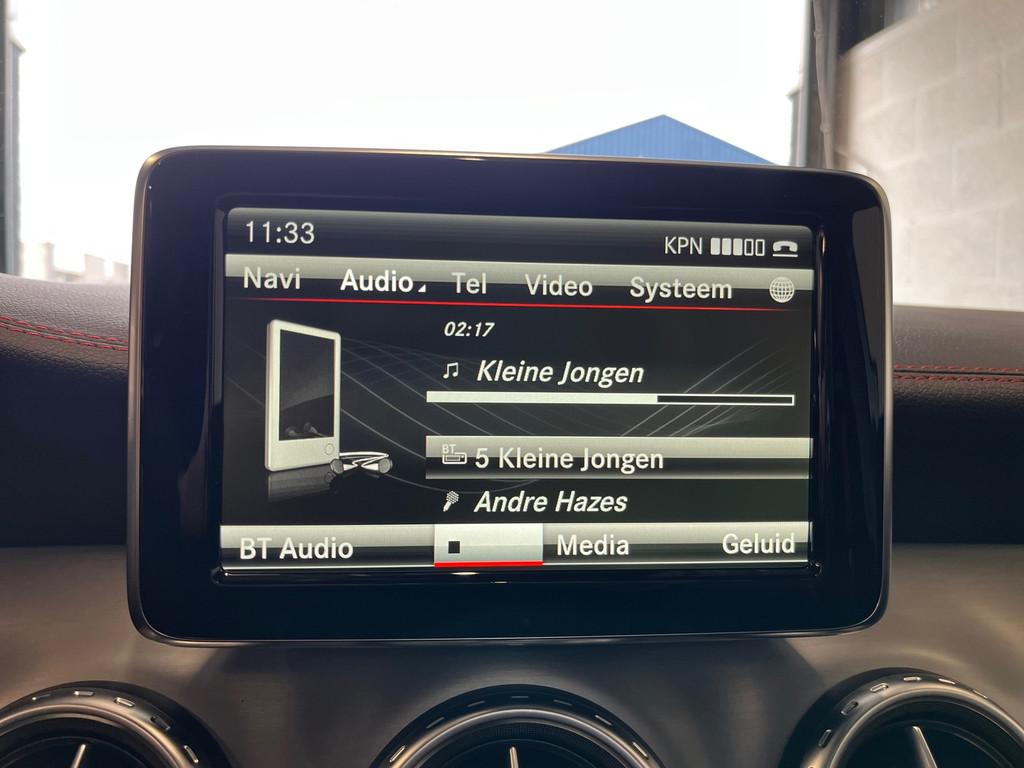 11:33 KPN
Navi Audio Tel Video Systeem
02:17
Kleine Jongen
BT 5 Kleine Jongen
Andre Hazes
BT Audio Media Geluid